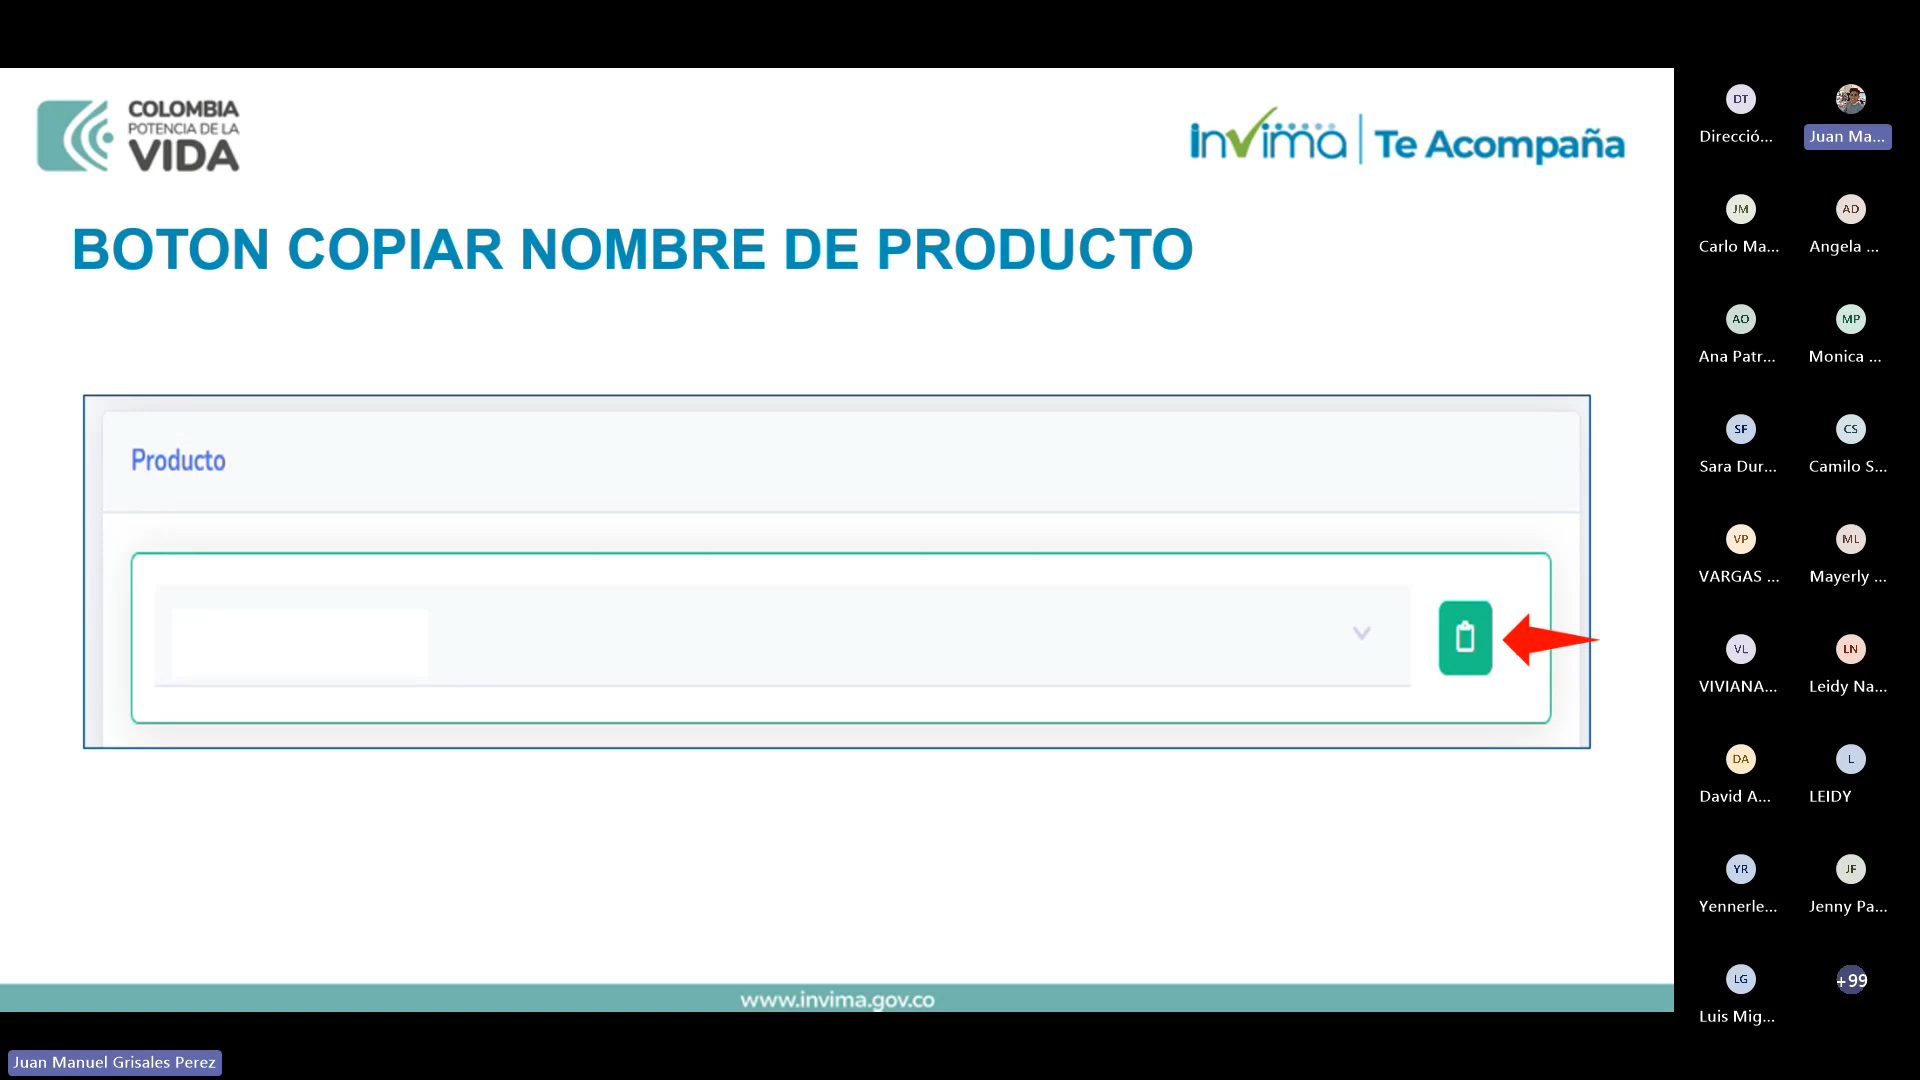 COLOMBIA
POTENCIA DE LA
VIDA
invima | Te Acompaña
BOTON COPIAR NOMBRE DE PRODUCTO
Producto
www.invima.gov.co
Juan Manuel Grisales Perez
DT
Direcció...
Juan Ma...
JM
Carlo Ma...
AD
Angela ...
AO
Ana Patr...
MP
Monica ...
SF
Sara Dur...
CS
Camilo S...
VP
VARGAS ...
ML
Mayerly ...
VL
VIVIANA...
LN
Leidy Na...
DA
David A...
L
LEIDY
YR
Yennerle...
JF
Jenny Pa...
LG
Luis Mig...
+99